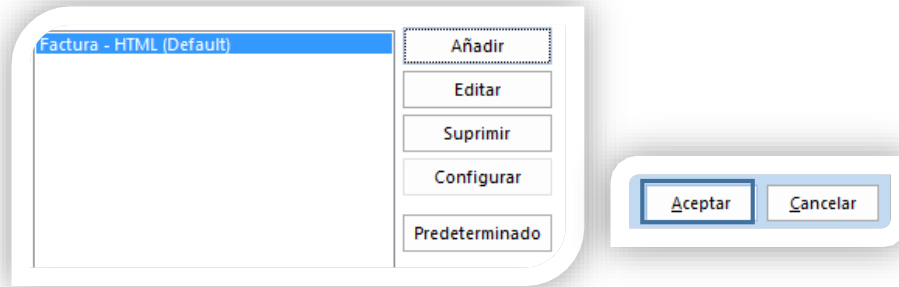 Factura - HTML (Default)
Añadir
Editar
Suprimir
Configurar
Predeterminado
Aceptar
Cancelar